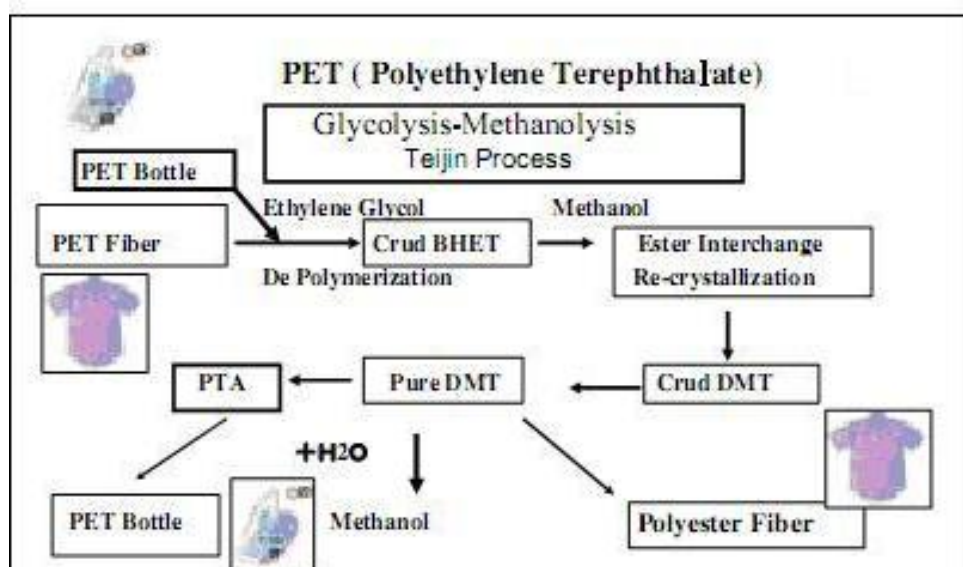 PET ( Polyethylene Terephthalate)
Glycolysis-Methanolysis
Teijin Process
PET Bottle
Ethylene Glycol
Methanol
PET Fiber
Crud BHET
Ester Interchange
Re-crystallization
De Polymerization
PTA
Pure DMT
Crud DMT
+H2O
PET Bottle
Methanol
Polyester Fiber